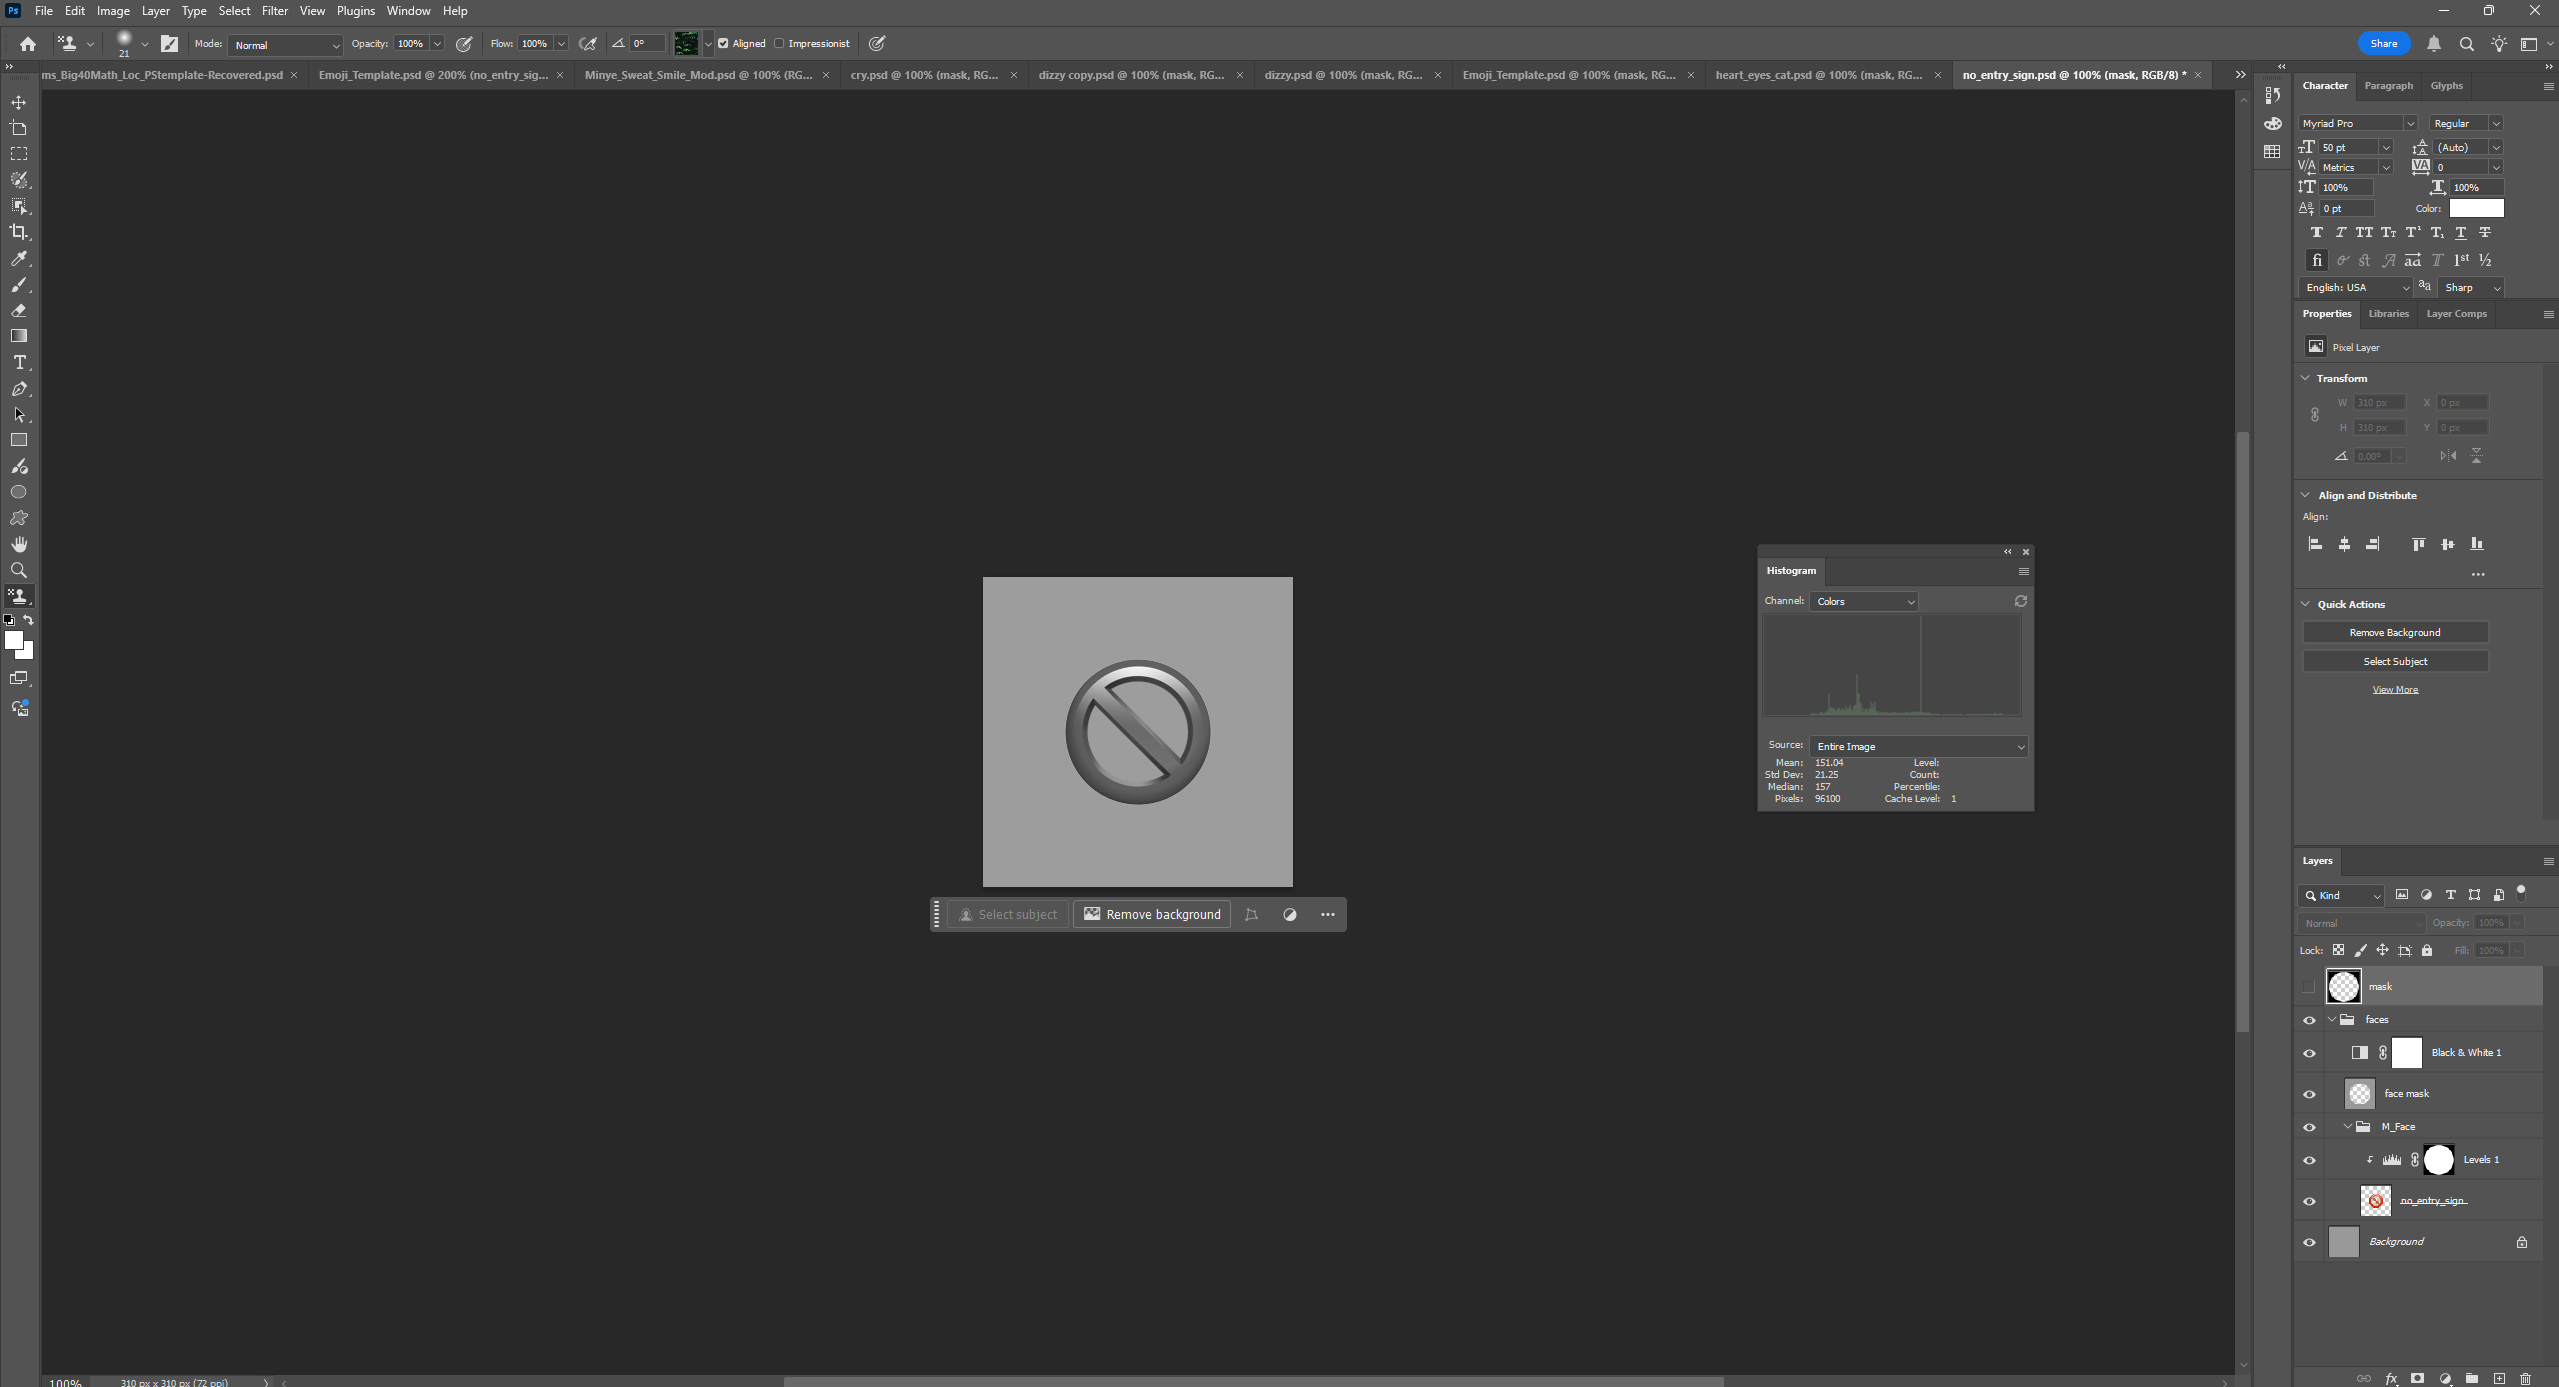 Ps File Edit Image Layer Type Select Filter View Plugins Window Help
21 Mode: Normal Opacity: 100% Flow: 100% 0° Aligned Impressionist Share
ms_Big40Math_Loc_PStemplate-Recovered.psd Emoji_Template.psd @ 200% (no_entry_sig... Minye_Sweat_Smile_Mod.psd @ 100% (RG... cry.psd @ 100% (mask, RG... dizzy copy.psd @ 100% (mask, RG... dizzy.psd @ 100% (mask, RG... Emoji_Template.psd @ 100% (mask, RG... heart_eyes_cat.psd @ 100% (mask, RG... no_entry_sign.psd @ 100% (mask, RGB/8) *
Character Paragraph Glyphs
Myriad Pro Regular
50 pt (Auto)
Metrics 0
100% 100%
0 pt Color:
English: USA Sharp
Properties Libraries Layer Comps
Pixel Layer
Transform
W 310 px X 0 px
H 310 px Y 0 px
0.00°
Align and Distribute
Align:
Quick Actions
Remove Background
Select Subject
View More
Histogram
Channel: Colors
Source: Entire Image
Mean: 151.04 Level:
Std Dev: 21.25 Count:
Median: 157 Percentile:
Pixels: 96100 Cache Level: 1
Select subject Remove background
Layers
Kind
Normal Opacity: 100%
Lock: Fill: 100%
mask
faces
Black & White 1
face mask
M_Face
Levels 1
no_entry_sign
Background
100% 310 px x 310 px (72 ppi)